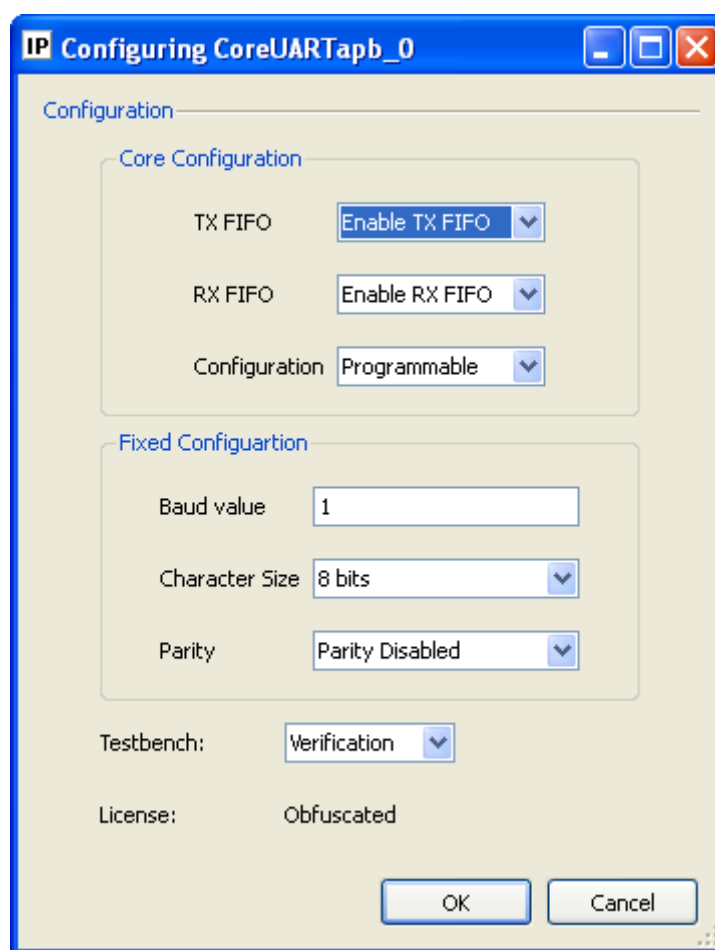 IP Configuring CoreUARTapb_0
Configuration
Core Configuration
TX FIFO Enable TX FIFO
RX FIFO Enable RX FIFO
Configuration Programmable
Fixed Configuartion
Baud value 1
Character Size 8 bits
Parity Parity Disabled
Testbench: Verification
License: Obfuscated
OK Cancel